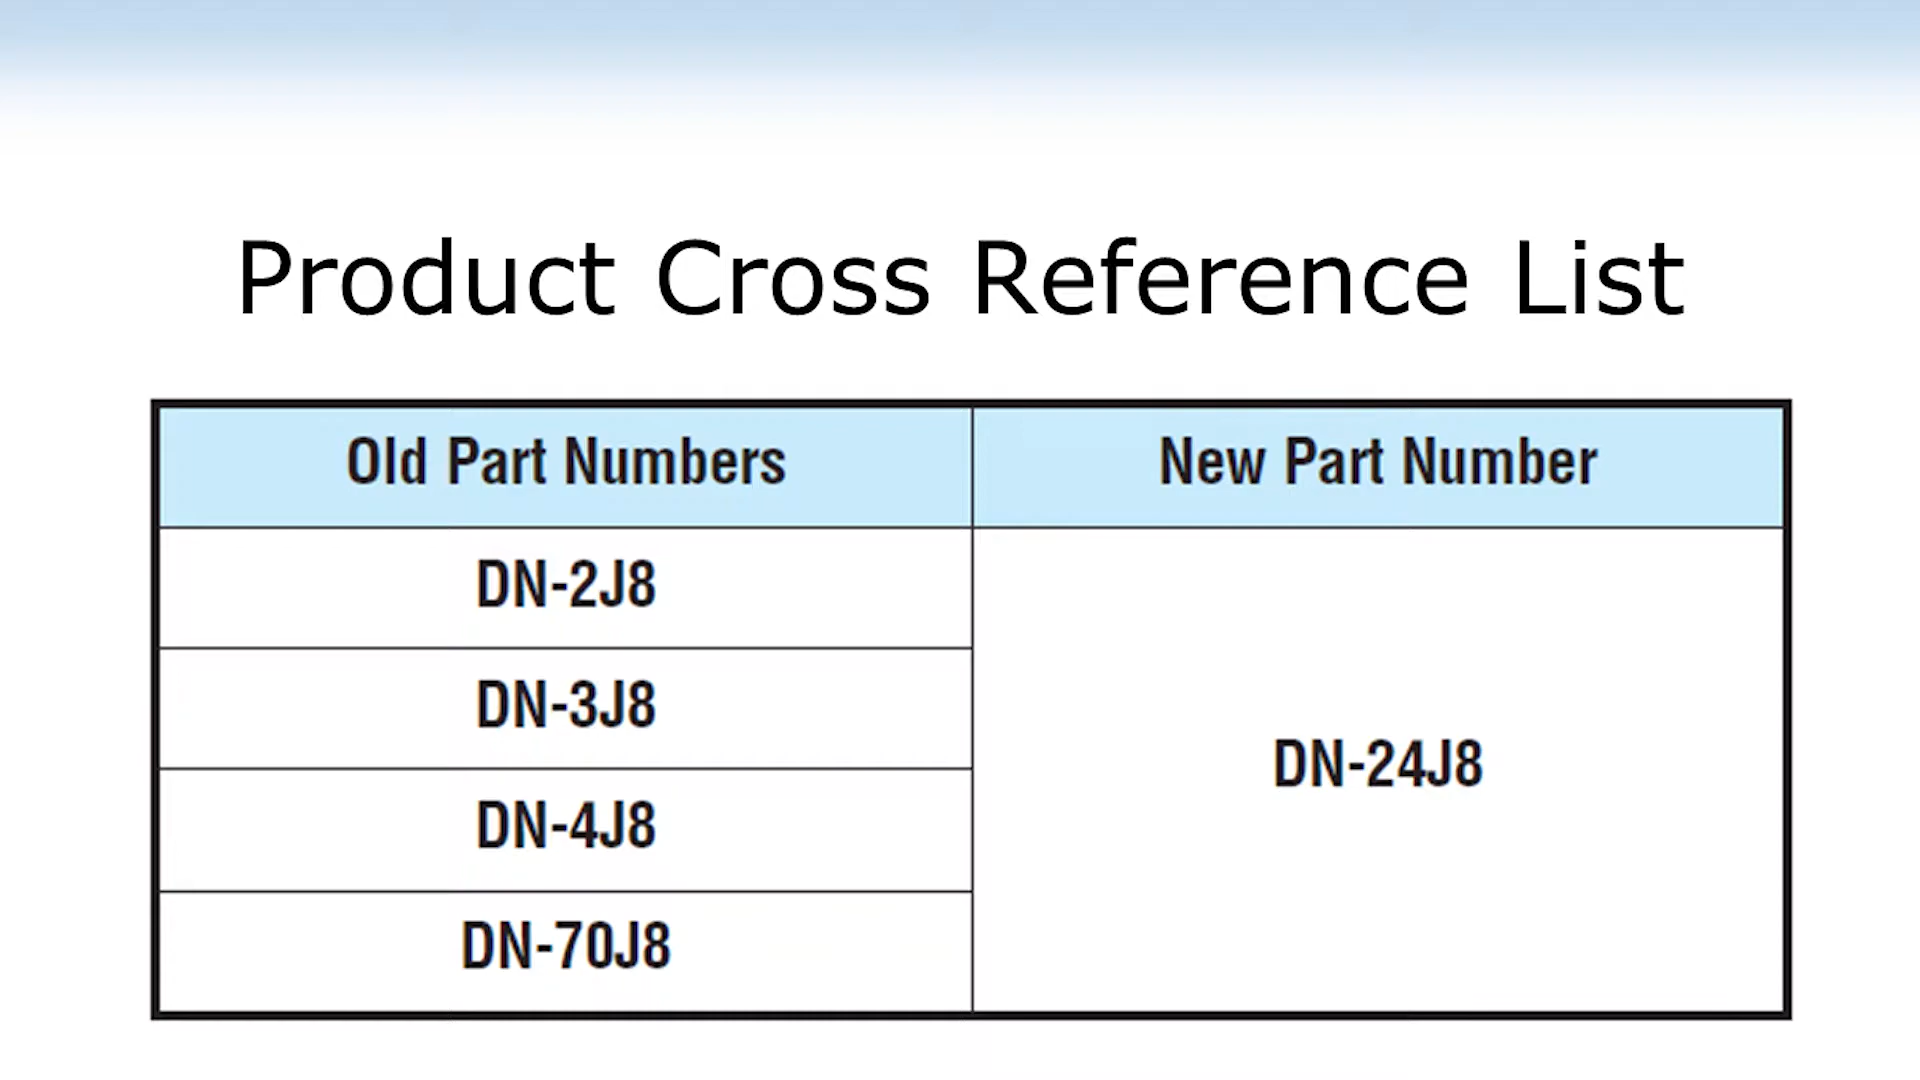 Product Cross Reference List
Old Part Numbers New Part Number
DN-2J8
DN-3J8
DN-24J8
DN-4J8
DN-70J8